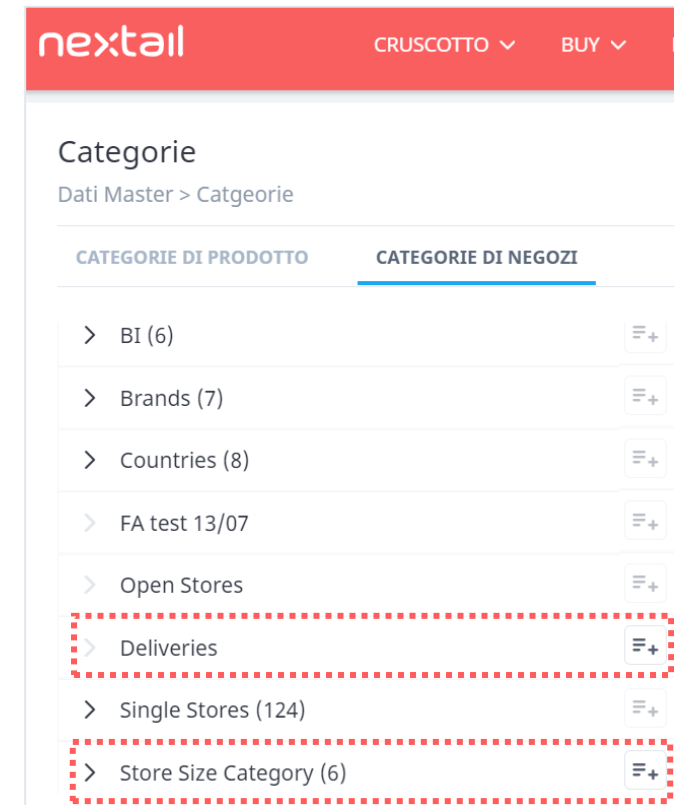 nextail
CRUSCOTTO BUY
Categorie
Dati Master > Catgeorie
CATEGORIE DI PRODOTTO CATEGORIE DI NEGOZI
BI (6)
Brands (7)
Countries (8)
FA test 13/07
Open Stores
Deliveries
Single Stores (124)
Store Size Category (6)